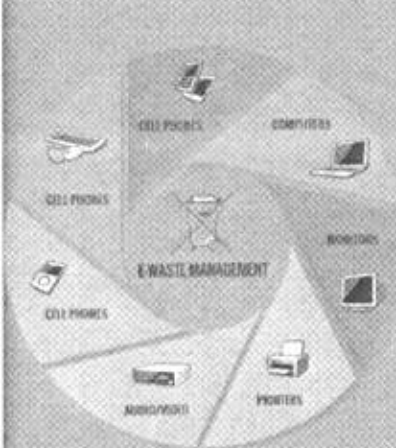 CELL PHONES
COMPUTERS
CELL PHONES
MONITORS
E-WASTE MANAGEMENT
CELL PHONES
PRINTERS
AUDIO/VIDEO